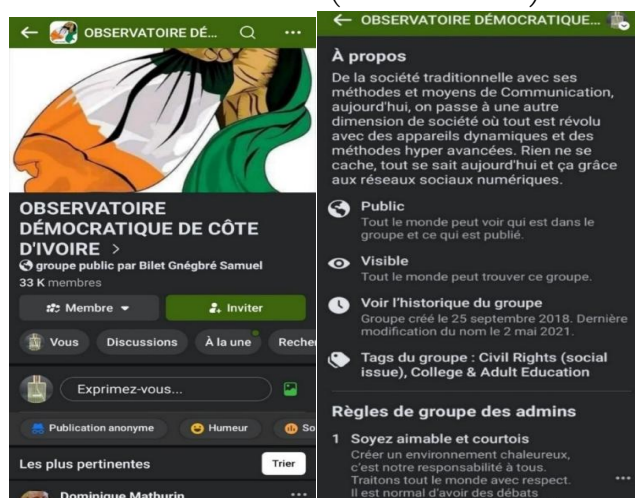 OBSERVATOIRE DÉ...
OBSERVATOIRE
DÉMOCRATIQUE DE CÔTE
D'IVOIRE >
groupe public par Bilet Gnégbré Samuel
33 K membres
Membre
Inviter
Vous
Discussions
À la une
Recher
Exprimez-vous...
Publication anonyme
Humeur
So
Les plus pertinentes
Trier
Dominique Mathurin
OBSERVATOIRE DÉMOCRATIQUE...
À propos
De la société traditionnelle avec ses
méthodes et moyens de Communication,
aujourd'hui, on passe à une autre
dimension de société où tout est révolu
avec des appareils dynamiques et des
méthodes hyper avancées. Rien ne se
cache, tout se sait aujourd'hui et ça grâce
aux réseaux sociaux numériques.
Public
Tout le monde peut voir qui est dans le
groupe et ce qui est publié.
Visible
Tout le monde peut trouver ce groupe.
Voir l'historique du groupe
Groupe créé le 25 septembre 2018. Dernière
modification du nom le 2 mai 2021.
Tags du groupe : Civil Rights (social
issue), College & Adult Education
Règles de groupe des admins
1 Soyez aimable et courtois
Créer un environnement chaleureux,
c'est notre responsabilité à tous.
Traitons tout le monde avec respect.
Il est normal d'avoir des débats